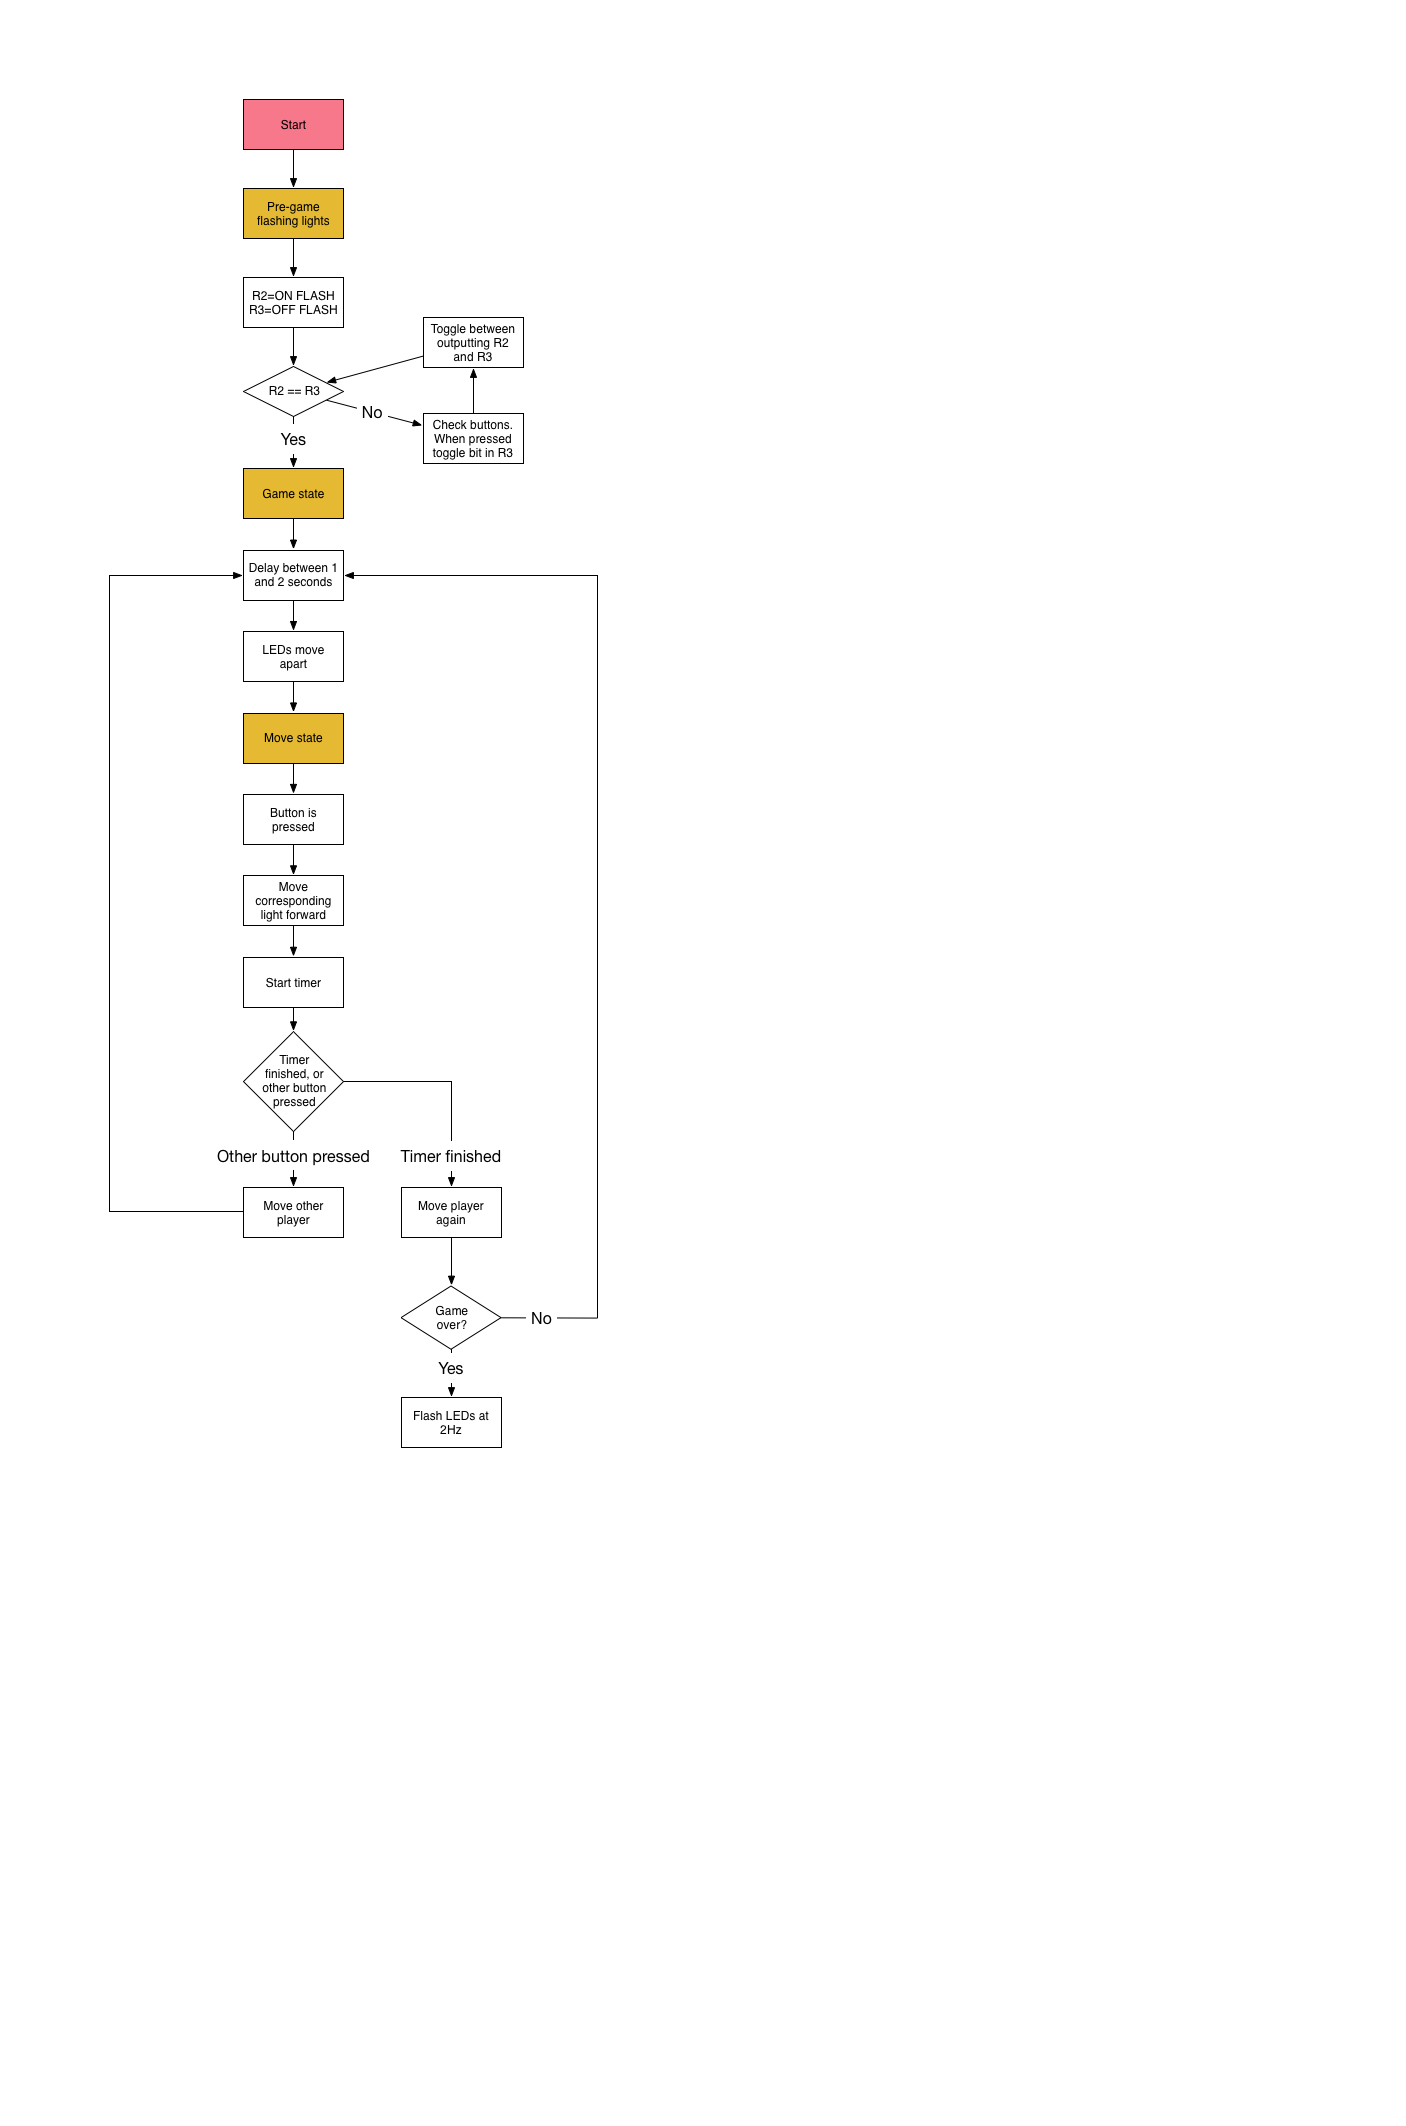 Start
Pre-game
flashing lights
R2=ON FLASH
R3=OFF FLASH
Toggle between
outputting R2
and R3
R2 == R3
No
Check buttons.
When pressed
toggle bit in R3
Yes
Game state
Delay between 1
and 2 seconds
LEDs move
apart
Move state
Button is
pressed
Move
corresponding
light forward
Start timer
Timer
finished, or
other button
pressed
Other button pressed
Timer finished
Move other
player
Move player
again
Game
over?
No
Yes
Flash LEDs at
2Hz